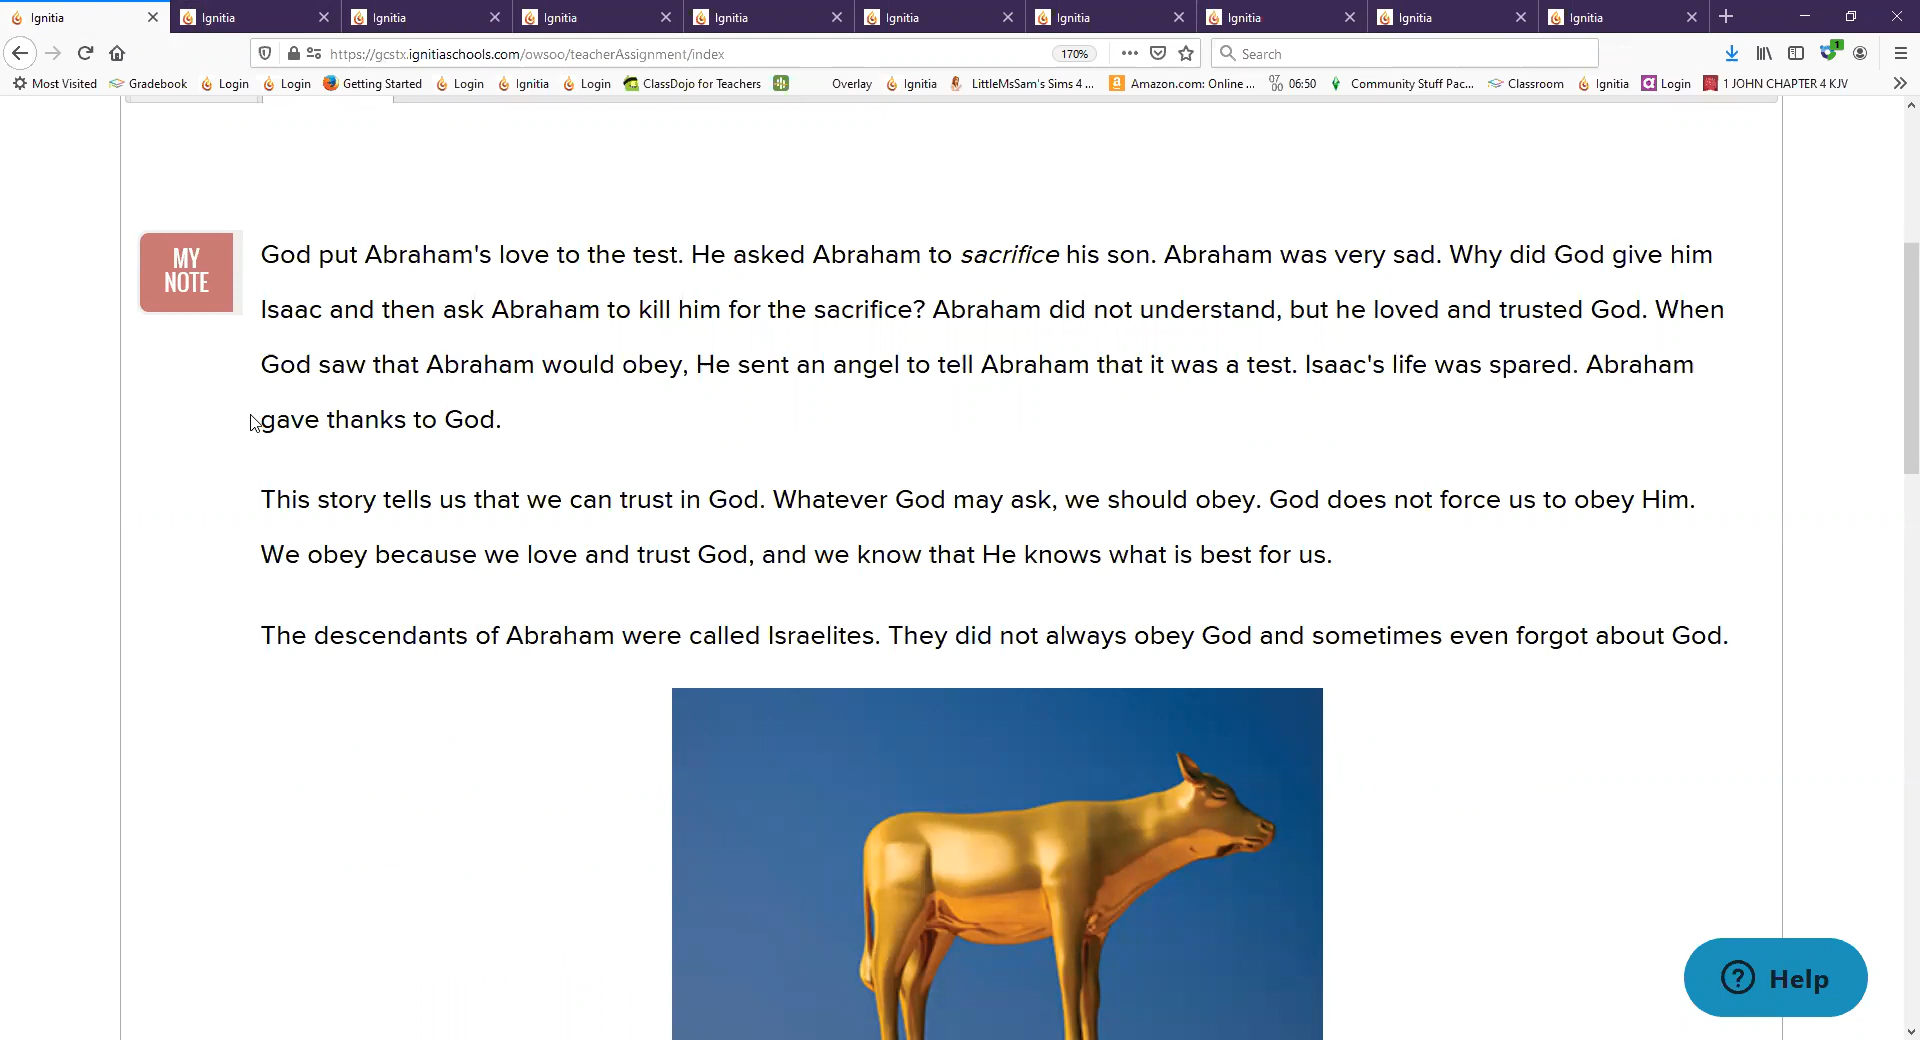 Ignitia Ignitia Ignitia Ignitia Ignitia Ignitia Ignitia Ignitia Ignitia Ignitia
https://gcstx.ignitiaschools.com/owsoo/teacherAssignment/index 170% Search 1
Most Visited Gradebook Login Login Getting Started Login Ignitia Login ClassDojo for Teachers Overlay Ignitia LittleMsSam's Sims 4 ... Amazon.com: Online ... 07 00 06:50 Community Stuff Pac... Classroom Ignitia a Login 1 JOHN CHAPTER 4 KJV
MY
NOTE
God put Abraham's love to the test. He asked Abraham to sacrifice his son. Abraham was very sad. Why did God give him
Isaac and then ask Abraham to kill him for the sacrifice? Abraham did not understand, but he loved and trusted God. When
God saw that Abraham would obey, He sent an angel to tell Abraham that it was a test. Isaac's life was spared. Abraham
gave thanks to God.
This story tells us that we can trust in God. Whatever God may ask, we should obey. God does not force us to obey Him.
We obey because we love and trust God, and we know that He knows what is best for us.
The descendants of Abraham were called Israelites. They did not always obey God and sometimes even forgot about God.
? Help